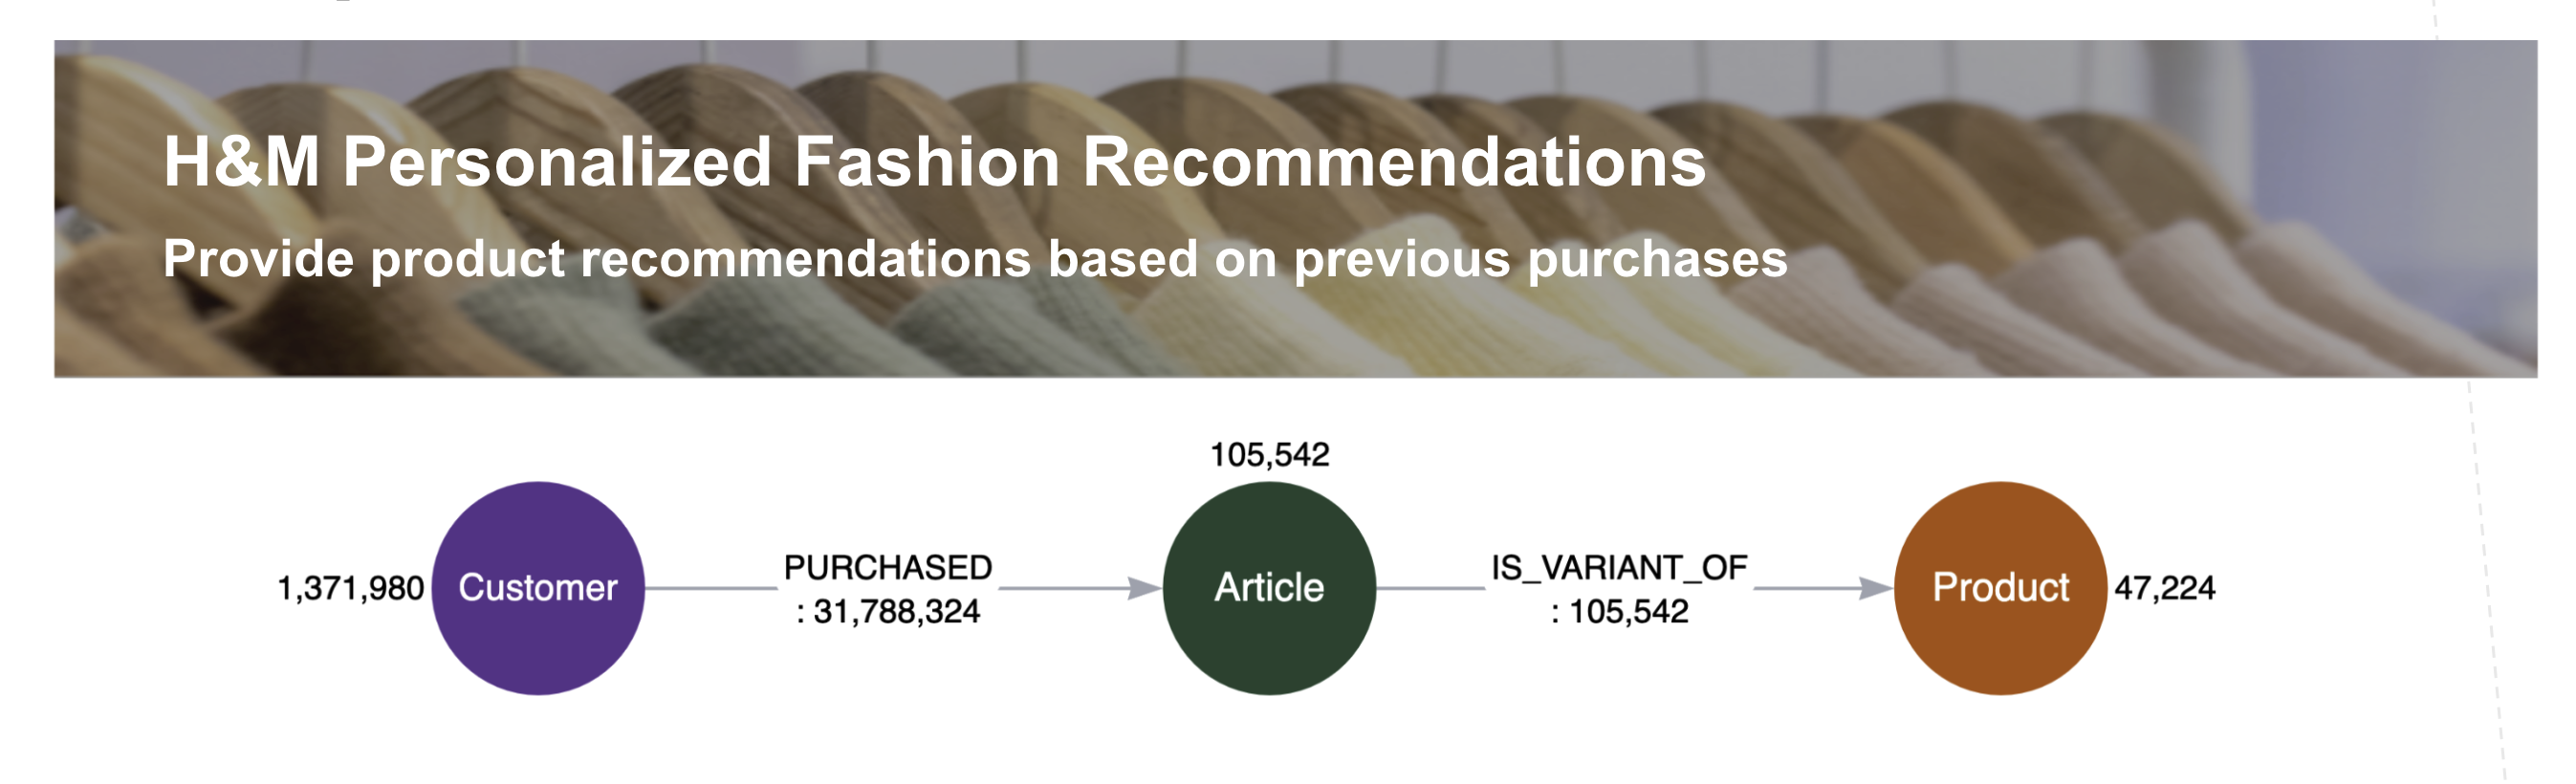 H&M Personalized Fashion Recommendations
Provide product recommendations based on previous purchases
105,542
1,371,980
Customer
PURCHASED
: 31,788,324
Article
IS_VARIANT_OF
: 105,542
Product
47,224